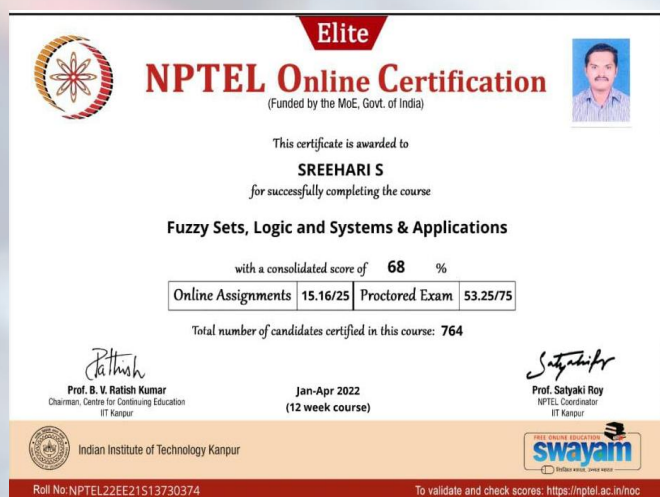 Elite
NPTEL Online Certification
(Funded by the MoE, Govt. of India)
This certificate is awarded to
SREEHARI S
for successfully completing the course
Fuzzy Sets, Logic and Systems & Applications
with a consolidated score of 68 %
Online Assignments 15.16/25 Proctored Exam 53.25/75
Total number of candidates certified in this course: 764
Prof. B. V. Ratish Kumar
Chairman, Centre for Continuing Education
IIT Kanpur
Jan-Apr 2022
(12 week course)
Prof. Satyaki Roy
NPTEL Coordinator
IIT Kanpur
Indian Institute of Technology Kanpur
FREE ONLINE EDUCATION
swayam
शिक्षित भारत, उन्नत भारत
Roll No:NPTEL22EE21S13730374
To validate and check scores: https://nptel.ac.in/noc